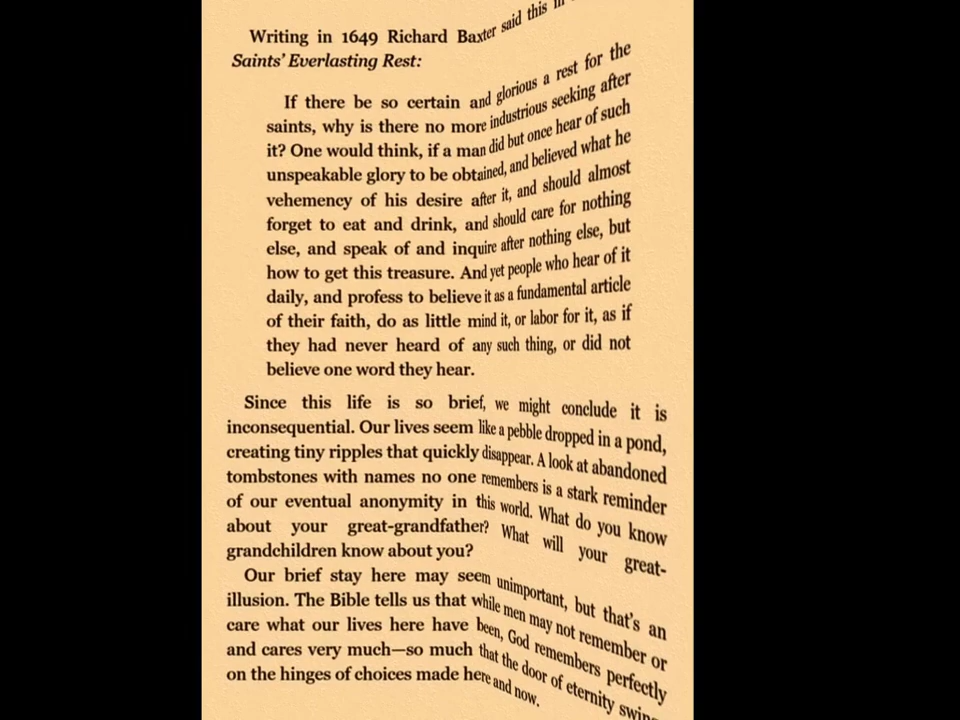 Writing in 1649 Richard Baxter said this in
Saints' Everlasting Rest:
If there be so certain and glorious a rest for the
saints, why is there no more industrious seeking after
it? One would think, if a man did but once hear of such
unspeakable glory to be obtained, and believed what he
vehemency of his desire after it, and should almost
forget to eat and drink, and should care for nothing
else, and speak of and inquire after nothing else, but
how to get this treasure. And yet people who hear of it
daily, and profess to believe it as a fundamental article
of their faith, do as little mind it, or labor for it, as if
they had never heard of any such thing, or did not
believe one word they hear.
Since this life is so brief, we might conclude it is
inconsequential. Our lives seem like a pebble dropped in a pond,
creating tiny ripples that quickly disappear. A look at abandoned
tombstones with names no one remembers is a stark reminder
of our eventual anonymity in this world. What do you know
about your great-grandfather? What will your great-
grandchildren know about you?
Our brief stay here may seem unimportant, but that's an
illusion. The Bible tells us that while men may not remember or
care what our lives here have been, God remembers perfectly
and cares very much—so much that the door of eternity swings
on the hinges of choices made here and now.